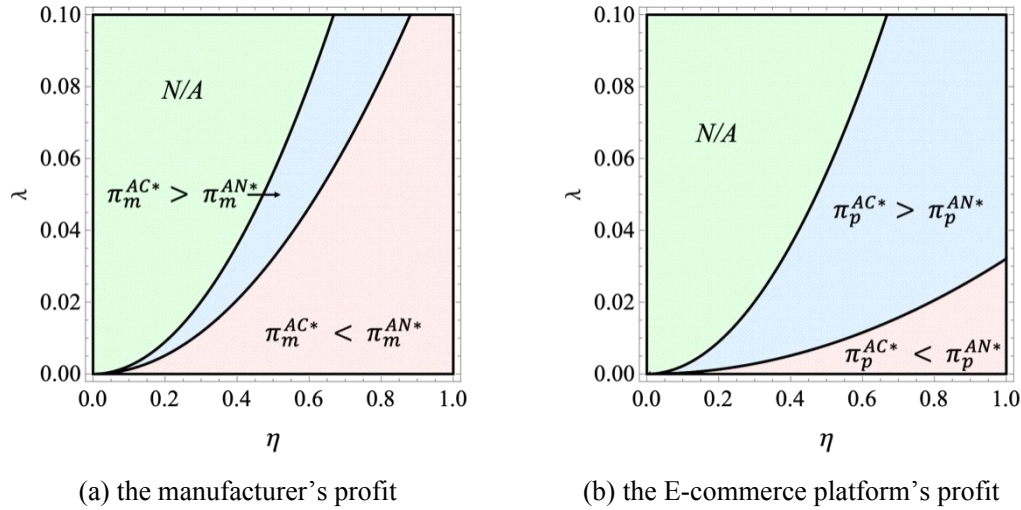 0.10
0.08
0.06
0.04
0.02
0.00
λ
N/A
π_m^{AC*} > π_m^{AN*}
π_m^{AC*} < π_m^{AN*}
0.0 0.2 0.4 0.6 0.8 1.0
η
(a) the manufacturer’s profit
0.10
0.08
0.06
0.04
0.02
0.00
λ
N/A
π_p^{AC*} > π_p^{AN*}
π_p^{AC*} < π_p^{AN*}
0.0 0.2 0.4 0.6 0.8 1.0
η
(b) the E-commerce platform’s profit